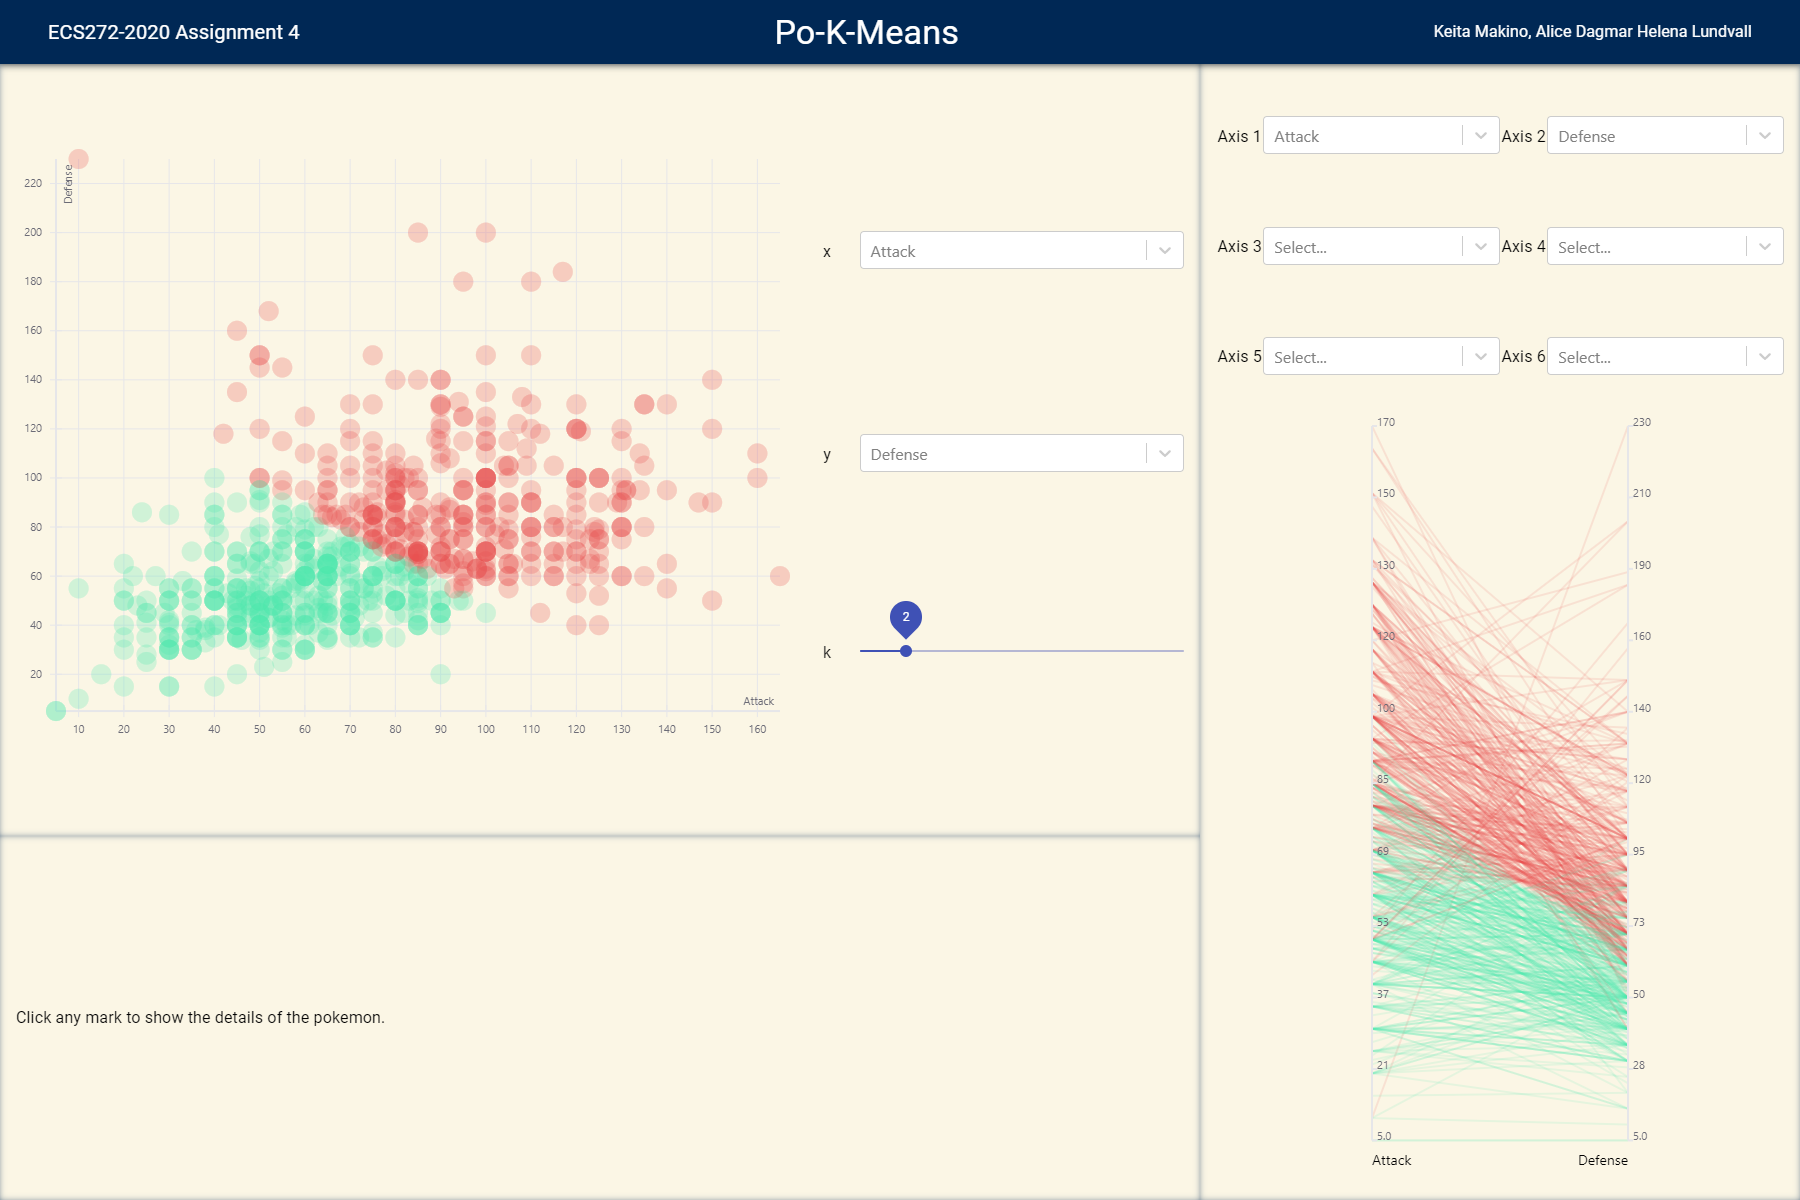 ECS272-2020 Assignment 4
Po-K-Means
Keita Makino, Alice Dagmar Helena Lundvall
Defense
220
200
180
160
140
120
100
80
60
40
20
Attack
10 20 30 40 50 60 70 80 90 100 110 120 130 140 150 160
x Attack
y Defense
2
k
Click any mark to show the details of the pokemon.
Axis 1 Attack Axis 2 Defense
Axis 3 Select... Axis 4 Select...
Axis 5 Select... Axis 6 Select...
170 230
150 210
130 190
120 160
100 140
85 120
69 95
53 73
37 50
21 28
5.0 5.0
Attack Defense